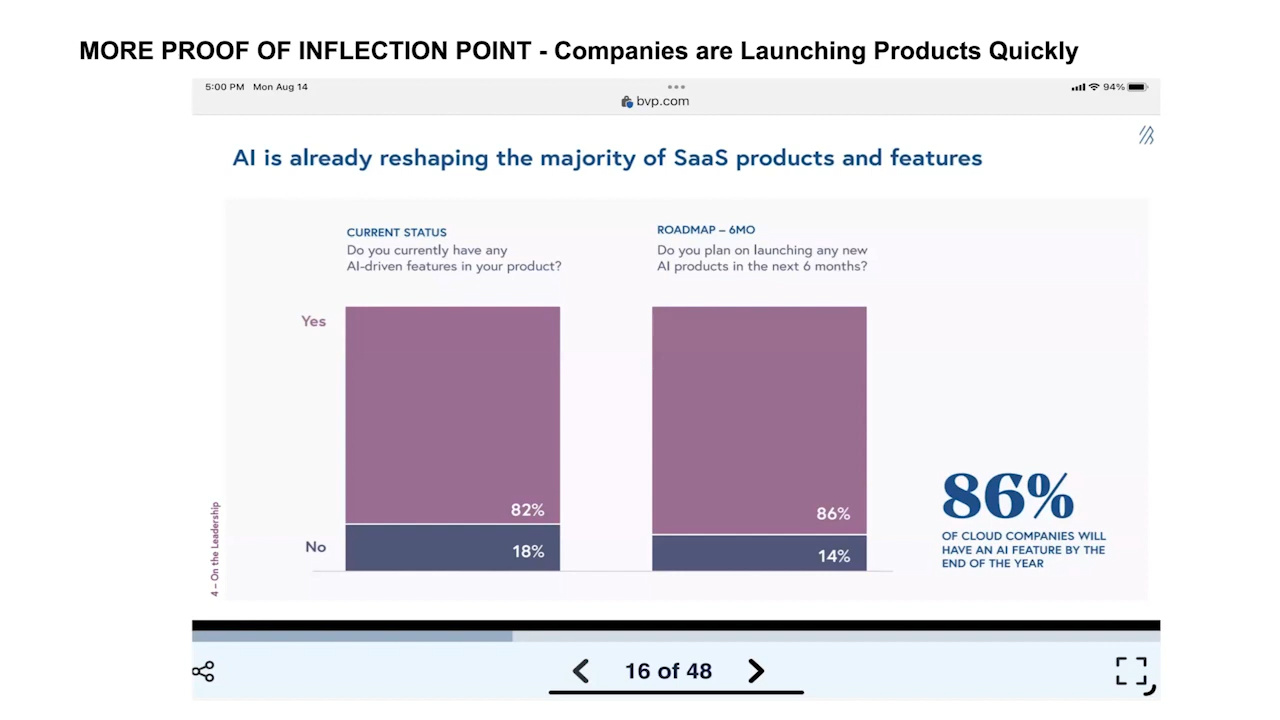 MORE PROOF OF INFLECTION POINT - Companies are Launching Products Quickly
5:00 PM Mon Aug 14
94%
bvp.com
AI is already reshaping the majority of SaaS products and features
CURRENT STATUS
Do you currently have any
AI-driven features in your product?
ROADMAP – 6MO
Do you plan on launching any new
AI products in the next 6 months?
Yes
82%
86%
No
18%
14%
86%
OF CLOUD COMPANIES WILL
HAVE AN AI FEATURE BY THE
END OF THE YEAR
4 – On the Leadership
16 of 48